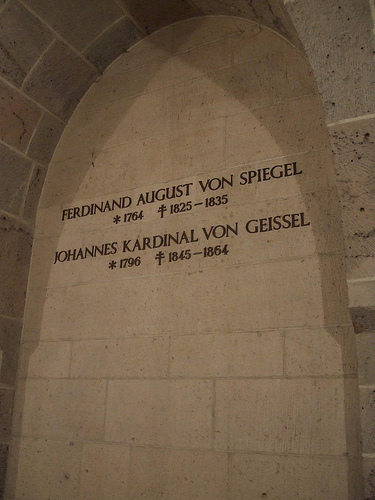 FERDINAND AUGUST VON SPIEGEL
* 1764 ‡ 1825–1835
JOHANNES KARDINAL VON GEISSEL
* 1796 ‡ 1845–1864